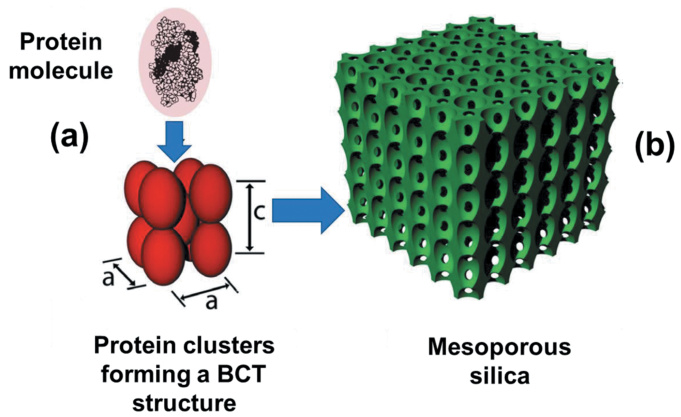 Protein
molecule
(a)
(b)
c
a
a
Protein clusters
forming a BCT
structure
Mesoporous
silica